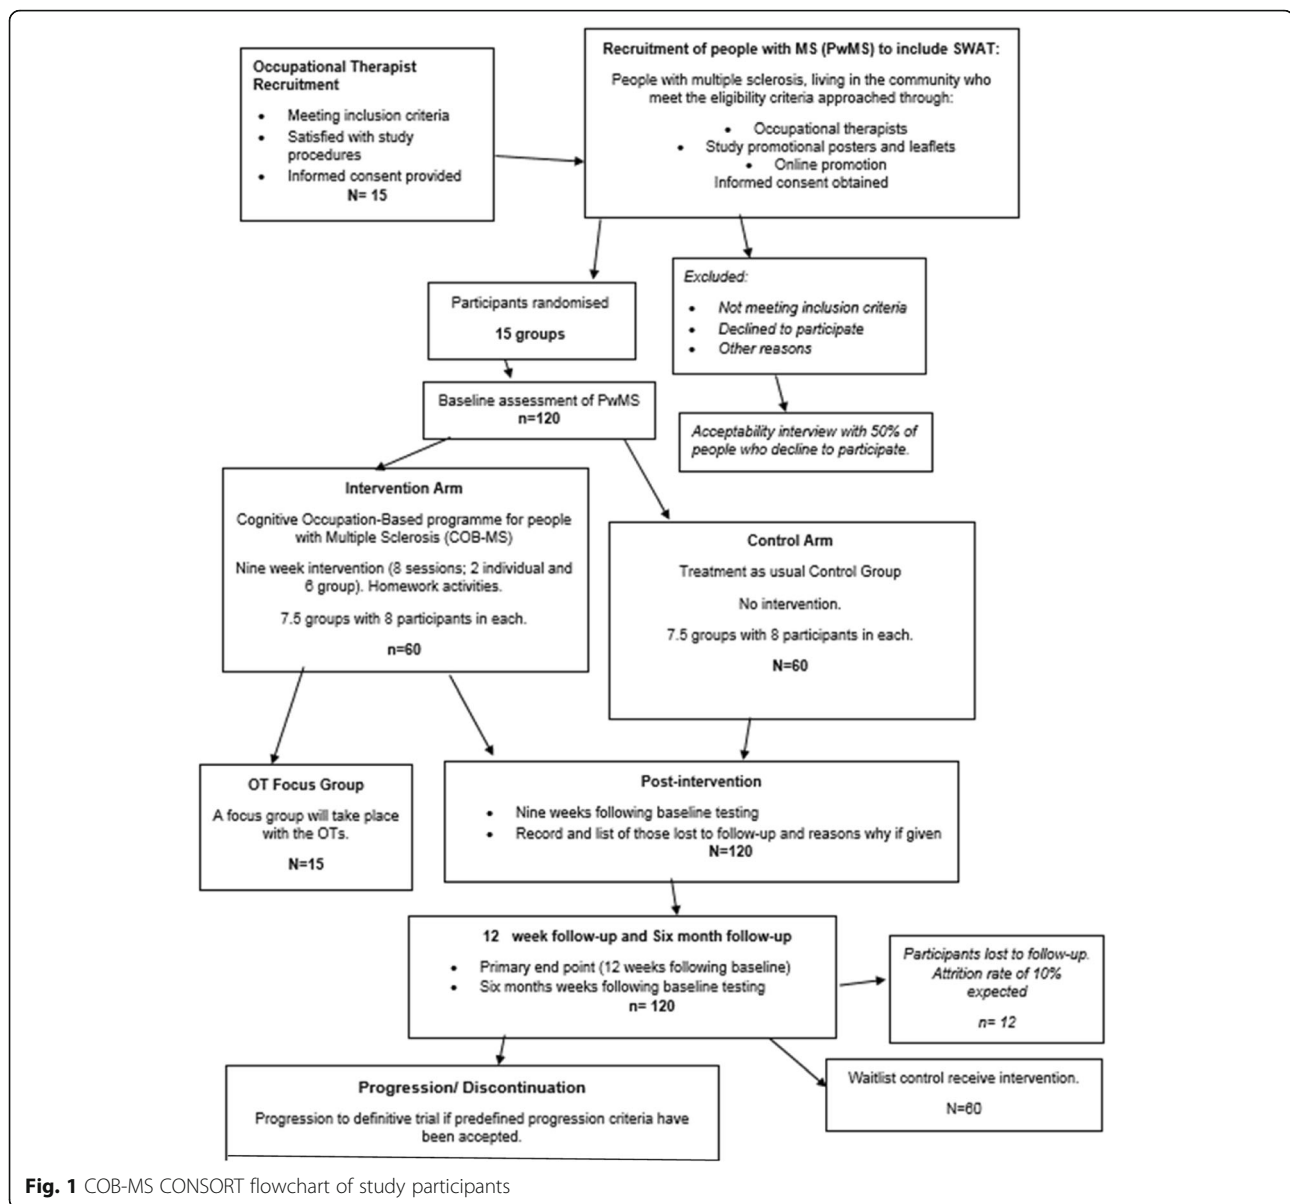 Occupational Therapist
Recruitment
• Meeting inclusion criteria
• Satisfied with study
procedures
• Informed consent provided
N= 15
Recruitment of people with MS (PwMS) to include SWAT:
People with multiple sclerosis, living in the community who
meet the eligibility criteria approached through:
• Occupational therapists
• Study promotional posters and leaflets
• Online promotion
Informed consent obtained
Participants randomised
15 groups
Excluded:
• Not meeting inclusion criteria
• Declined to participate
• Other reasons
Baseline assessment of PwMS
n=120
Acceptability interview with 50% of
people who decline to participate.
Intervention Arm
Cognitive Occupation-Based programme for people
with Multiple Sclerosis (COB-MS)
Nine week intervention (8 sessions; 2 individual and
6 group). Homework activities.
7.5 groups with 8 participants in each.
n=60
Control Arm
Treatment as usual Control Group
No intervention.
7.5 groups with 8 participants in each.
N=60
OT Focus Group
A focus group will take place
with the OTs.
N=15
Post-intervention
• Nine weeks following baseline testing
• Record and list of those lost to follow-up and reasons why if given
N=120
12 week follow-up and Six month follow-up
• Primary end point (12 weeks following baseline)
• Six months weeks following baseline testing
n= 120
Participants lost to follow-up.
Attrition rate of 10%
expected
n= 12
Progression/ Discontinuation
Progression to definitive trial if predefined progression criteria have
been accepted.
Waitlist control receive intervention.
N=60
Fig. 1 COB-MS CONSORT flowchart of study participants